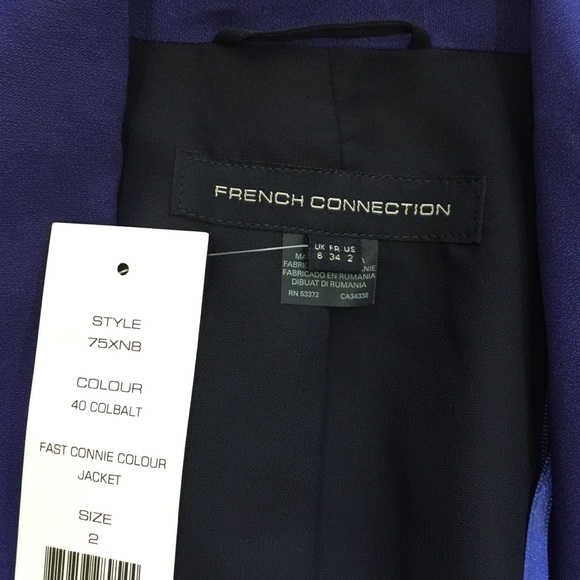 FRENCH CONNECTION
UK FR US
6 34 2
FABRICADO EN RUMANIA
DIBUAT DI RUMANIA
RN 53372 CA34338
STYLE
75XN8
COLOUR
40 COLBALT
FAST CONNIE COLOUR
JACKET
SIZE
2